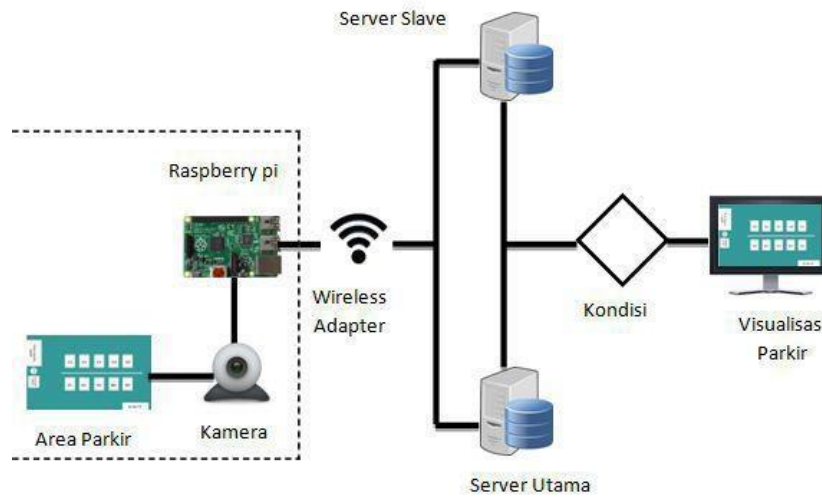 Server Slave
Raspberry pi
Wireless
Adapter
Kondisi
Visualisas
Parkir
Area Parkir
Kamera
Server Utama